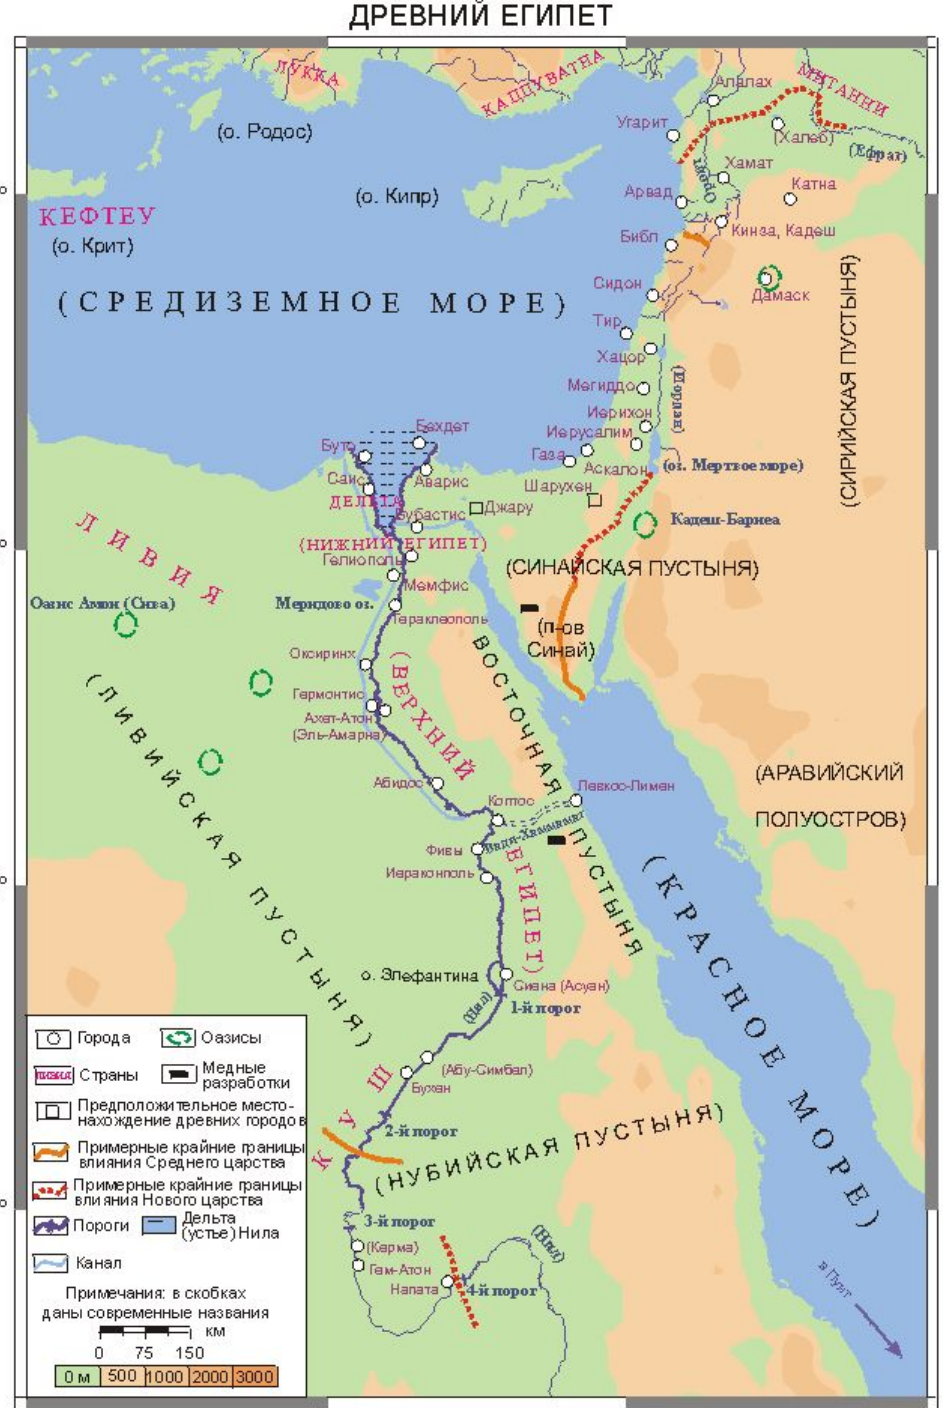 ДРЕВНИЙ ЕГИПЕТ
ЛУККА
КАЦПУВАТНА
МИТАННИ
Алалах
(о. Родос)
Угарит
(Халеб)
(Ефрат)
Оронт
Хамат
(о. Кипр)
Арвад
Катна
КЕФТЕУ
(о. Крит)
Библ
Кинза, Кадеш
(СРЕДИЗЕМНОЕ МОРЕ)
Сидон
Дамаск
(СИРИЙСКАЯ ПУСТЫНЯ)
Тир
Хацор
Мегиддо
(Иордан)
Иерихон
Бехдет
Иерусалим
Буто
Газа
Аскалон
(оз. Мертвое море)
Саис
Аварис
Шарухен
ДЕЛЬТА
Бубастис
Джару
Кадеш-Барнеа
ЛИВИЯ
(НИЖНИЙ ЕГИПЕТ)
Гелиополь
(СИНАЙСКАЯ ПУСТЫНЯ)
Мемфис
Оазис Амон (Сива)
Меридово оз.
Гераклеополь
(п-ов
Синай)
Оксиринх
(ВЕРХНИЙ
ЕГИПЕТ)
ВОСТОЧНАЯ
ПУСТЫНЯ
Гермонтис
Ахет-Атон
(Эль-Амарна)
(ЛИВИЙСКАЯ ПУСТЫНЯ)
Абидос
Левкос-Лимен
(АРАВИЙСКИЙ
ПОЛУОСТРОВ)
Коптос
Вади-Хаммамат
Фивы
Иераконполь
(КРАСНОЕ МОРЕ)
о. Элефантина
Сиена (Асуан)
(Нил)
1-й порог
(Абу-Симбел)
Бухен
КУШ
2-й порог
(НУБИЙСКАЯ ПУСТЫНЯ)
3-й порог
(Керма)
Гем-Атон
Напата
4-й порог
(Нил)
в Пунт
Города
Оазисы
ЛИВИЯ
Страны
Медные
разработки
Предположительное место-
нахождение древних городов
Примерные крайние границы
влияния Среднего царства
Примерные крайние границы
влияния Нового царства
Пороги
Дельта
(устье) Нила
Канал
Примечания: в скобках
даны современные названия
км
0 75 150
0 м 500 1000 2000 3000